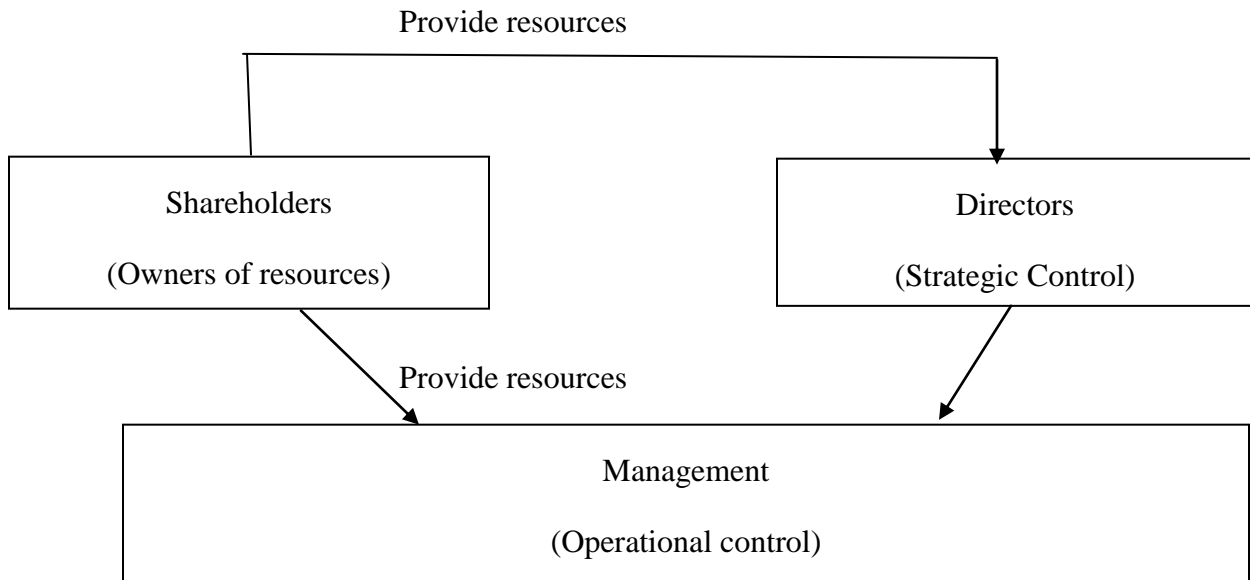 Provide resources
Shareholders
(Owners of resources)
Directors
(Strategic Control)
Provide resources
Management
(Operational control)